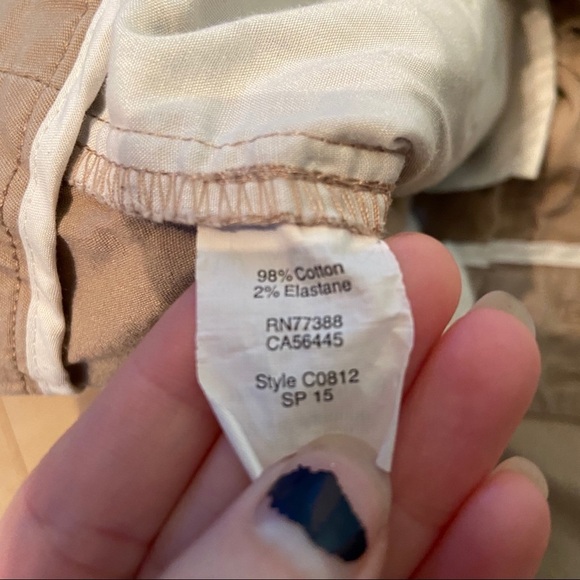 98% Cotton
2% Elastane
RN77388
CA56445
Style C0812
SP 15